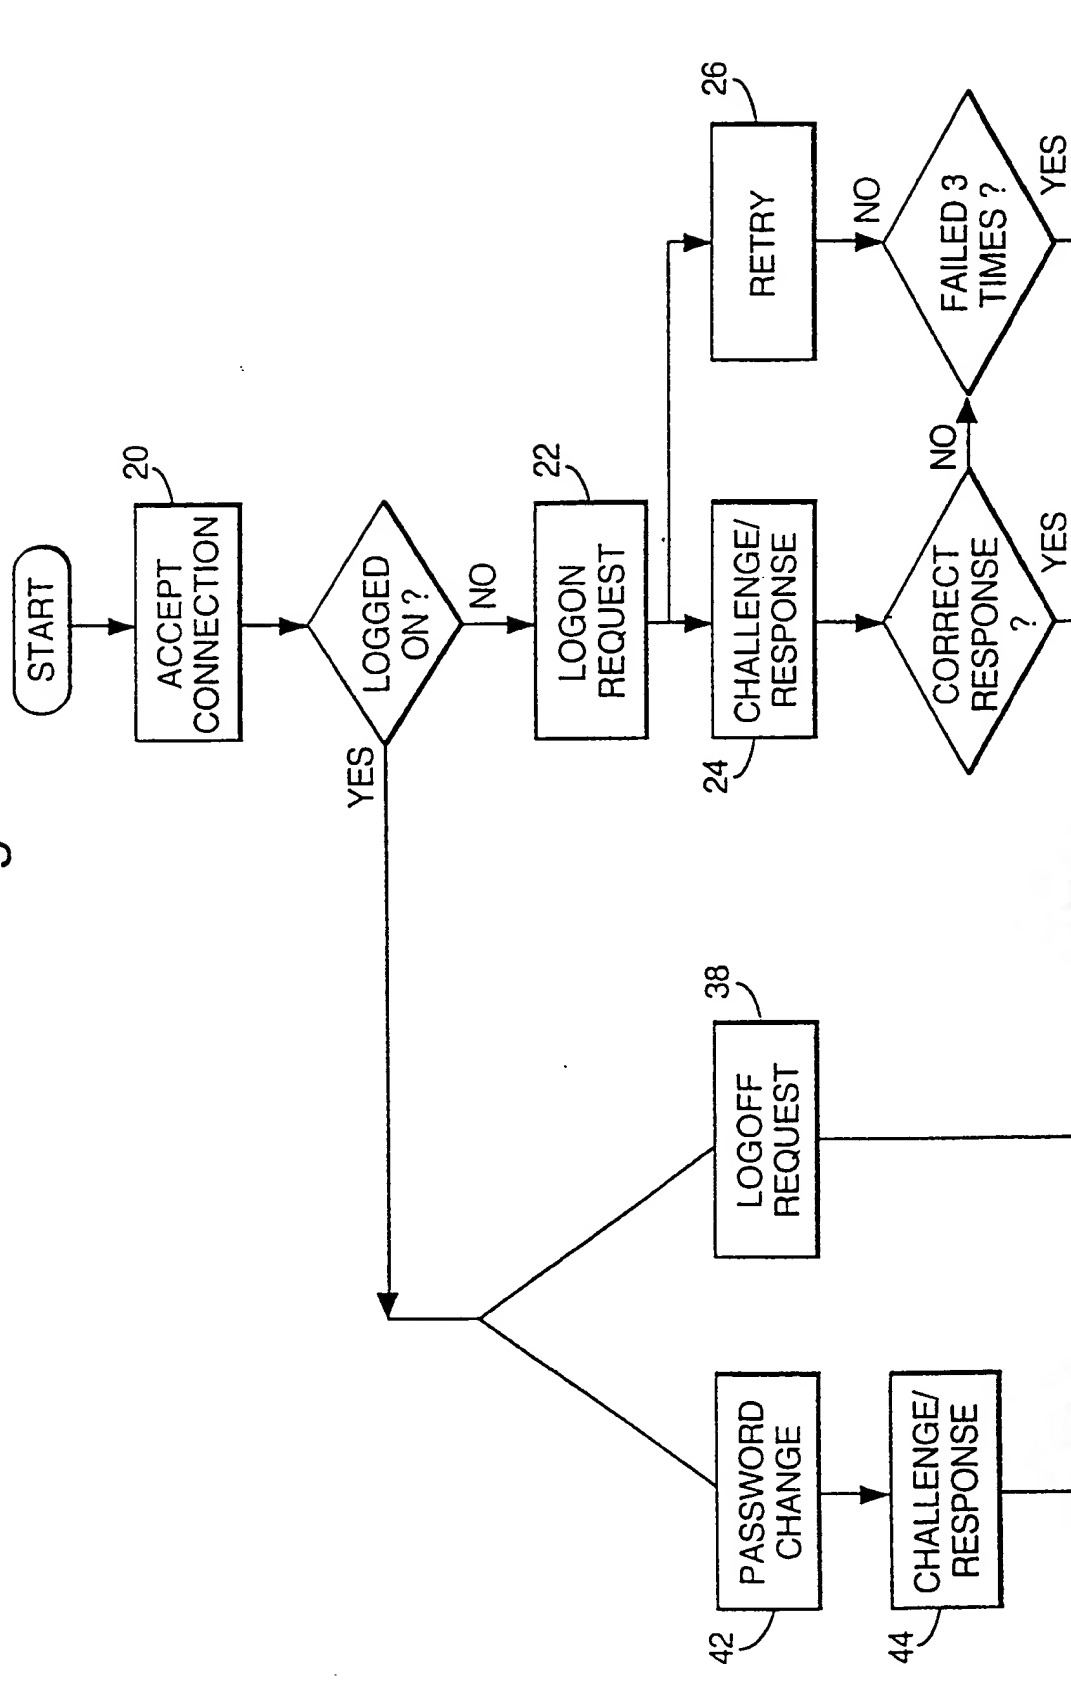 START
20
ACCEPT
CONNECTION
LOGGED
ON ?
YES
NO
22
LOGON
REQUEST
26
RETRY
24
CHALLENGE/
RESPONSE
NO
FAILED 3
TIMES ?
YES
NO
CORRECT
RESPONSE
?
YES
38
LOGOFF
REQUEST
42
PASSWORD
CHANGE
44
CHALLENGE/
RESPONSE